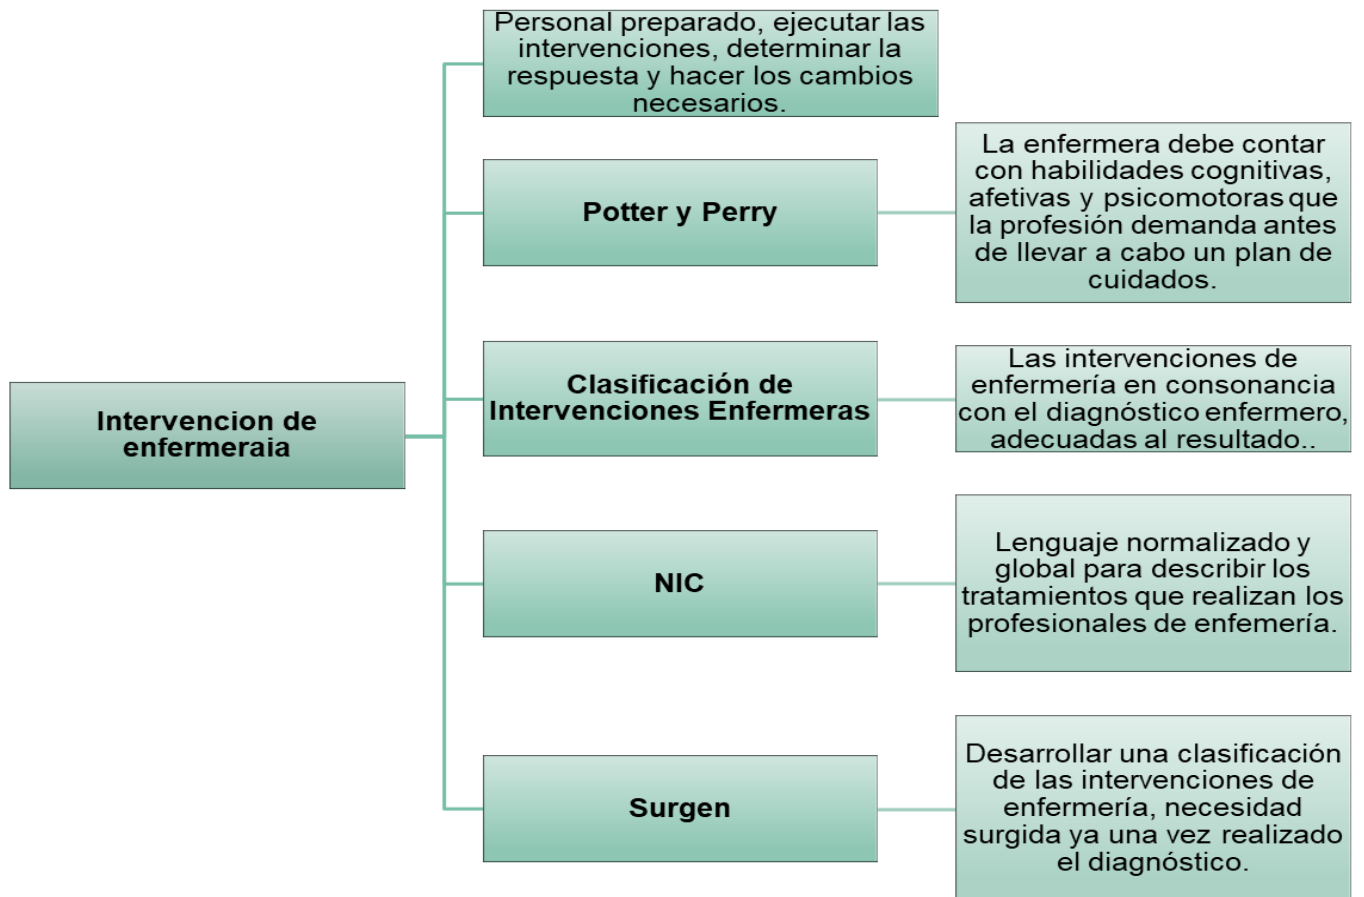 Personal preparado, ejecutar las
intervenciones, determinar la
respuesta y hacer los cambios
necesarios.
Potter y Perry
La enfermera debe contar
con habilidades cognitivas,
afetivas y psicomotoras que
la profesión demanda antes
de llevar a cabo un plan de
cuidados.
Intervencion de
enfermeraia
Clasificación de
Intervenciones Enfermeras
Las intervenciones de
enfermería en consonancia
con el diagnóstico enfermero,
adecuadas al resultado..
NIC
Lenguaje normalizado y
global para describir los
tratamientos que realizan los
profesionales de enfemería.
Surgen
Desarrollar una clasificación
de las intervenciones de
enfermería, necesidad
surgida ya una vez realizado
el diagnóstico.